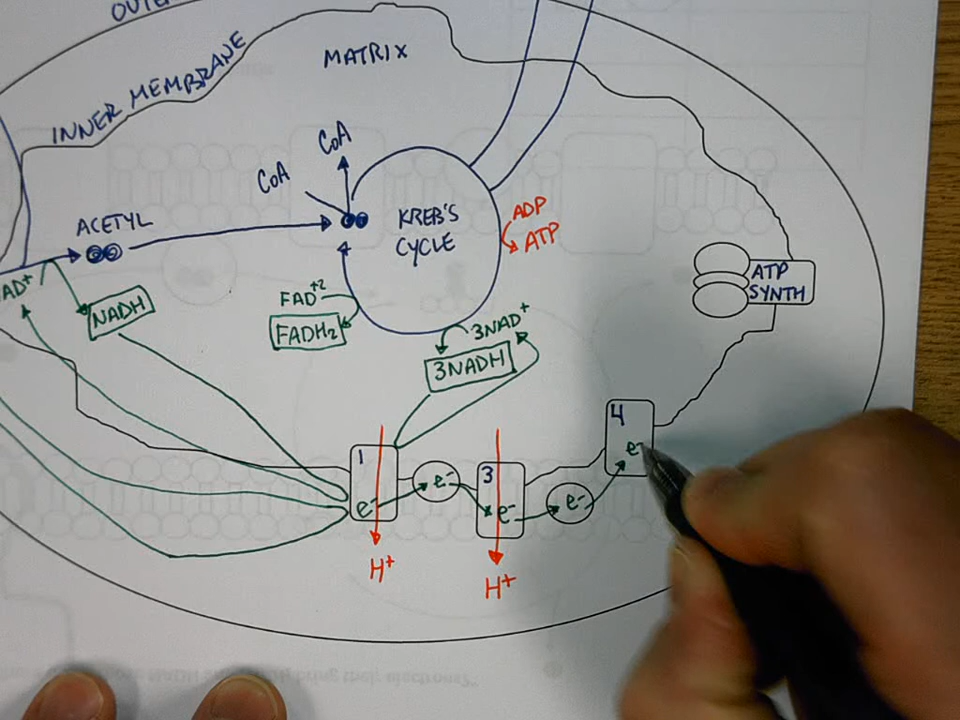 OUTE
MATRIX
INNER MEMBRANE
CoA
CoA
ACETYL
KREB'S
CYCLE
ADP
ATP
ATP
SYNTH
AD+
NADH
FAD+2
FADH2
3NAD+
3NADH
1
e-
e-
3
e-
e-
4
e-
H+
H+